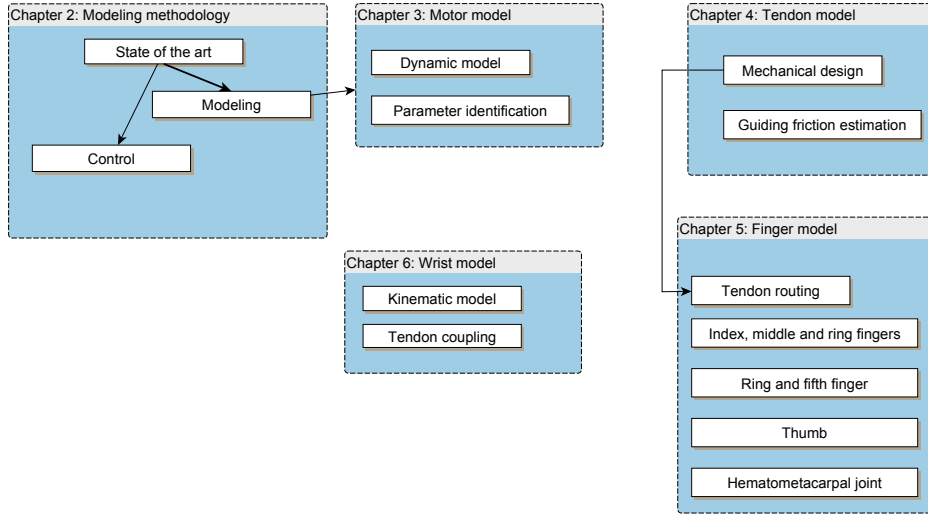 Chapter 2: Modeling methodology
State of the art
Modeling
Control
Chapter 3: Motor model
Dynamic model
Parameter identification
Chapter 4: Tendon model
Mechanical design
Guiding friction estimation
Chapter 6: Wrist model
Kinematic model
Tendon coupling
Chapter 5: Finger model
Tendon routing
Index, middle and ring fingers
Ring and fifth finger
Thumb
Hematometacarpal joint